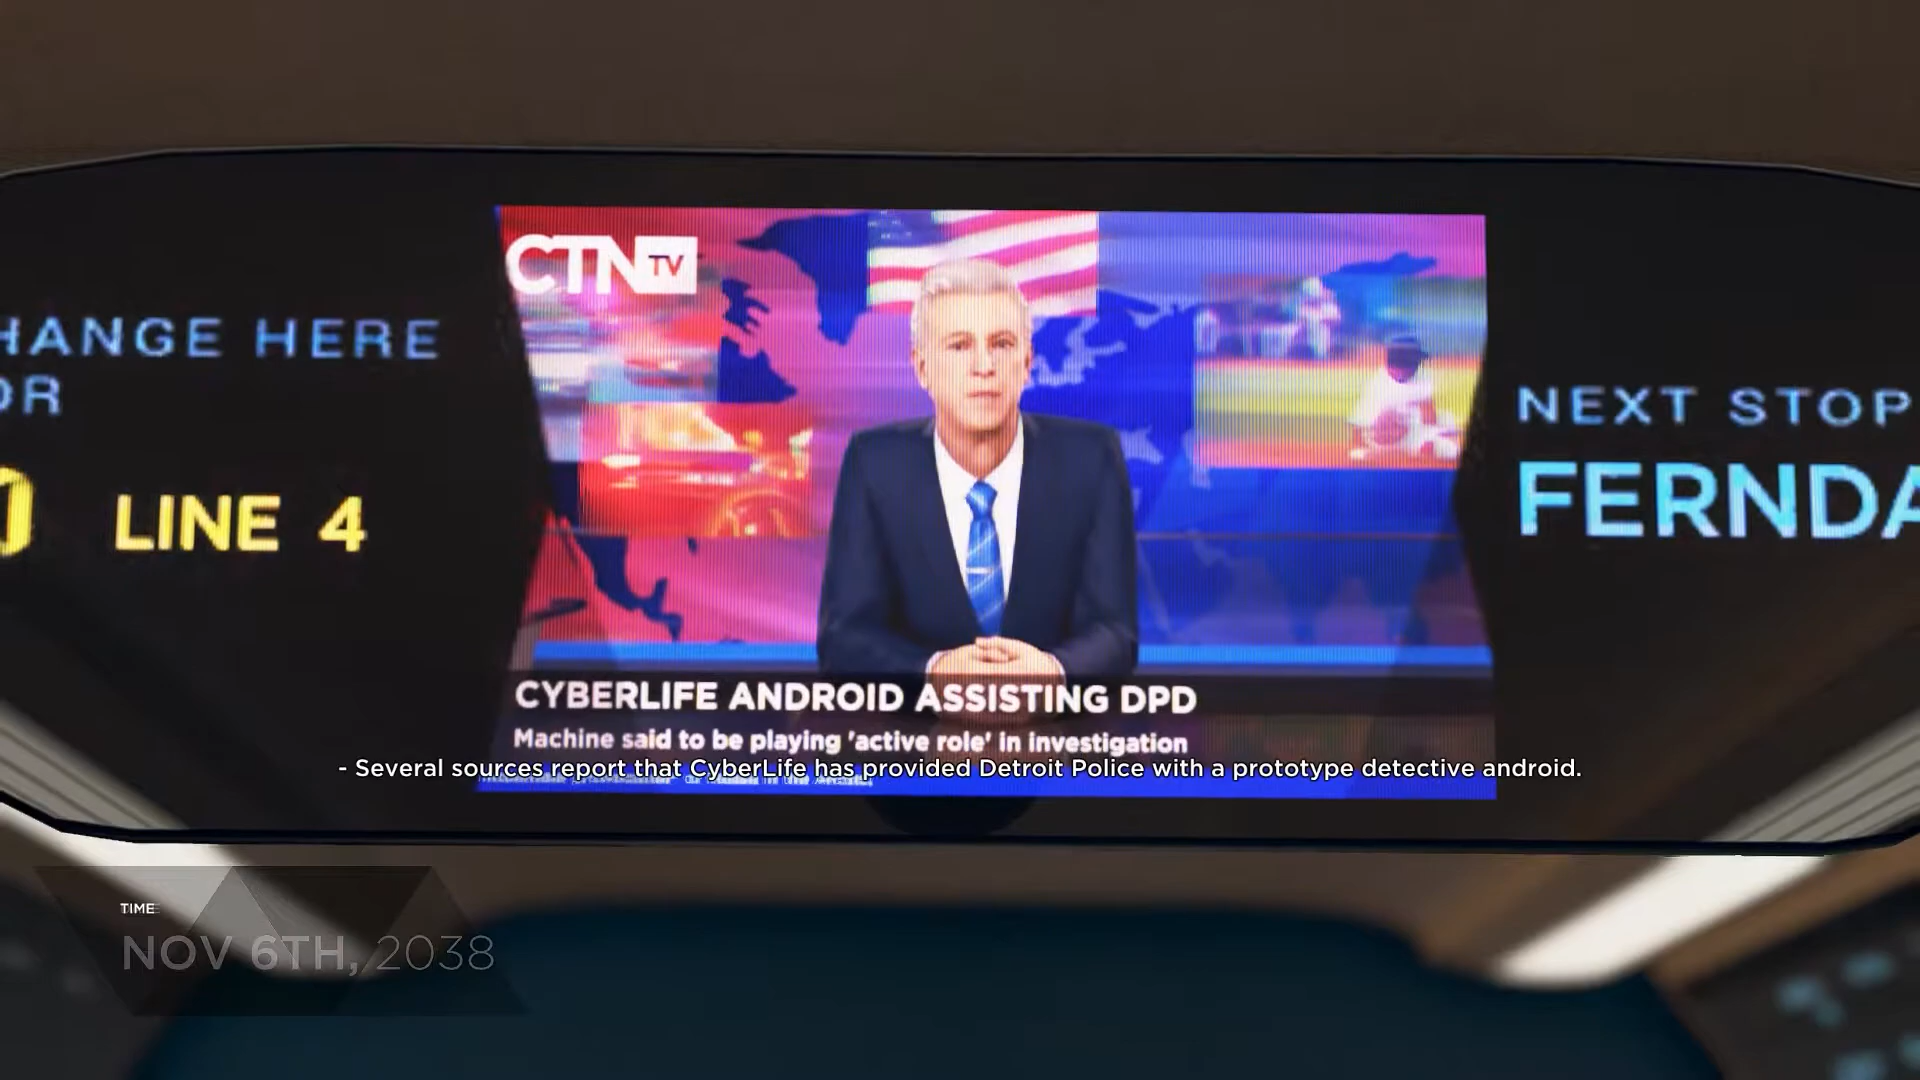 CTN TV
HANGE HERE
OR
LINE 4
NEXT STOP
FERNDA
CYBERLIFE ANDROID ASSISTING DPD
Machine said to be playing 'active role' in investigation
- Several sources report that CyberLife has provided Detroit Police with a prototype detective android.
TIME
NOV 6TH, 2038